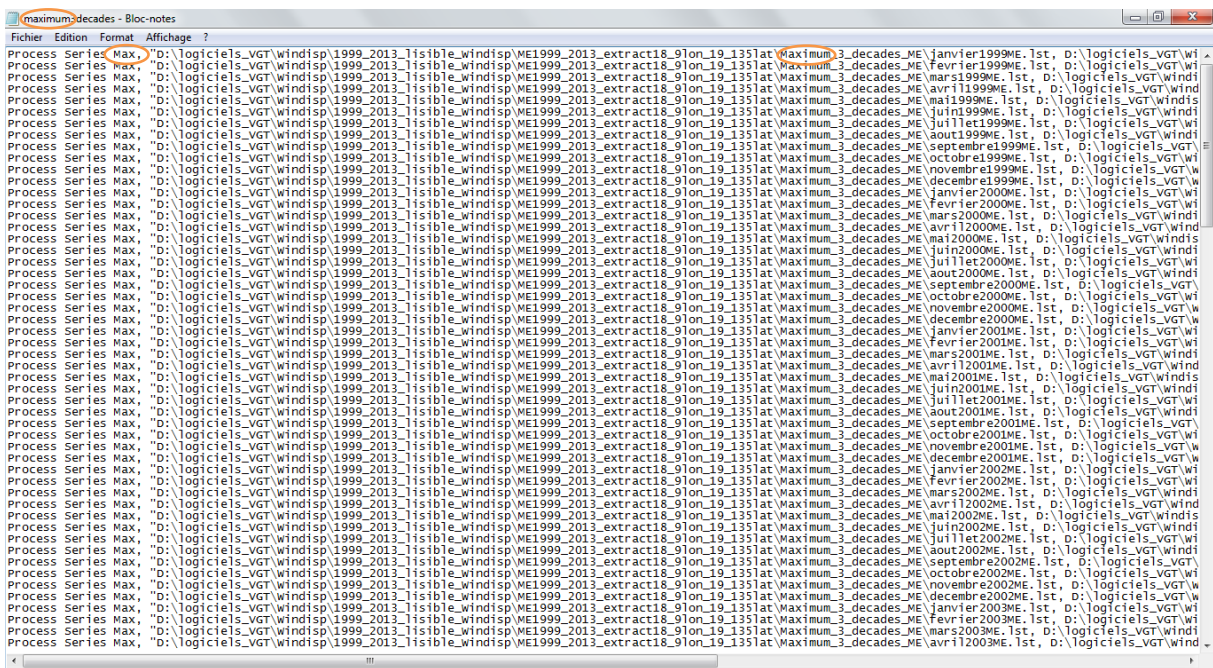 maximum3decades - Bloc-notes
Fichier Edition Format Affichage ?
Process Series Max, "D:\logiciels_VGT\Windisp\1999_2013_lisible_Windisp\ME1999_2013_extract18_9lon_19_135lat\Maximum_3_decades_ME\janvier1999ME.lst, D:\logiciels_VGT\Wi
Process Series Max, "D:\logiciels_VGT\Windisp\1999_2013_lisible_Windisp\ME1999_2013_extract18_9lon_19_135lat\Maximum_3_decades_ME\fevrier1999ME.lst, D:\logiciels_VGT\Wi
Process Series Max, "D:\logiciels_VGT\Windisp\1999_2013_lisible_Windisp\ME1999_2013_extract18_9lon_19_135lat\Maximum_3_decades_ME\mars1999ME.lst, D:\logiciels_VGT\Windi
Process Series Max, "D:\logiciels_VGT\Windisp\1999_2013_lisible_Windisp\ME1999_2013_extract18_9lon_19_135lat\Maximum_3_decades_ME\avril1999ME.lst, D:\logiciels_VGT\Wind
Process Series Max, "D:\logiciels_VGT\Windisp\1999_2013_lisible_Windisp\ME1999_2013_extract18_9lon_19_135lat\Maximum_3_decades_ME\mai1999ME.lst, D:\logiciels_VGT\Windis
Process Series Max, "D:\logiciels_VGT\Windisp\1999_2013_lisible_Windisp\ME1999_2013_extract18_9lon_19_135lat\Maximum_3_decades_ME\juin1999ME.lst, D:\logiciels_VGT\Windi
Process Series Max, "D:\logiciels_VGT\Windisp\1999_2013_lisible_Windisp\ME1999_2013_extract18_9lon_19_135lat\Maximum_3_decades_ME\juillet1999ME.lst, D:\logiciels_VGT\Wi
Process Series Max, "D:\logiciels_VGT\Windisp\1999_2013_lisible_Windisp\ME1999_2013_extract18_9lon_19_135lat\Maximum_3_decades_ME\aout1999ME.lst, D:\logiciels_VGT\Windi
Process Series Max, "D:\logiciels_VGT\Windisp\1999_2013_lisible_Windisp\ME1999_2013_extract18_9lon_19_135lat\Maximum_3_decades_ME\septembre1999ME.lst, D:\logiciels_VGT\
Process Series Max, "D:\logiciels_VGT\Windisp\1999_2013_lisible_Windisp\ME1999_2013_extract18_9lon_19_135lat\Maximum_3_decades_ME\octobre1999ME.lst, D:\logiciels_VGT\Wi
Process Series Max, "D:\logiciels_VGT\Windisp\1999_2013_lisible_Windisp\ME1999_2013_extract18_9lon_19_135lat\Maximum_3_decades_ME\novembre1999ME.lst, D:\logiciels_VGT\W
Process Series Max, "D:\logiciels_VGT\Windisp\1999_2013_lisible_Windisp\ME1999_2013_extract18_9lon_19_135lat\Maximum_3_decades_ME\decembre1999ME.lst, D:\logiciels_VGT\W
Process Series Max, "D:\logiciels_VGT\Windisp\1999_2013_lisible_Windisp\ME1999_2013_extract18_9lon_19_135lat\Maximum_3_decades_ME\janvier2000ME.lst, D:\logiciels_VGT\Wi
Process Series Max, "D:\logiciels_VGT\Windisp\1999_2013_lisible_Windisp\ME1999_2013_extract18_9lon_19_135lat\Maximum_3_decades_ME\fevrier2000ME.lst, D:\logiciels_VGT\Wi
Process Series Max, "D:\logiciels_VGT\Windisp\1999_2013_lisible_Windisp\ME1999_2013_extract18_9lon_19_135lat\Maximum_3_decades_ME\mars2000ME.lst, D:\logiciels_VGT\Windi
Process Series Max, "D:\logiciels_VGT\Windisp\1999_2013_lisible_Windisp\ME1999_2013_extract18_9lon_19_135lat\Maximum_3_decades_ME\avril2000ME.lst, D:\logiciels_VGT\Wind
Process Series Max, "D:\logiciels_VGT\Windisp\1999_2013_lisible_Windisp\ME1999_2013_extract18_9lon_19_135lat\Maximum_3_decades_ME\mai2000ME.lst, D:\logiciels_VGT\Windis
Process Series Max, "D:\logiciels_VGT\Windisp\1999_2013_lisible_Windisp\ME1999_2013_extract18_9lon_19_135lat\Maximum_3_decades_ME\juin2000ME.lst, D:\logiciels_VGT\Windi
Process Series Max, "D:\logiciels_VGT\Windisp\1999_2013_lisible_Windisp\ME1999_2013_extract18_9lon_19_135lat\Maximum_3_decades_ME\juillet2000ME.lst, D:\logiciels_VGT\Wi
Process Series Max, "D:\logiciels_VGT\Windisp\1999_2013_lisible_Windisp\ME1999_2013_extract18_9lon_19_135lat\Maximum_3_decades_ME\aout2000ME.lst, D:\logiciels_VGT\Windi
Process Series Max, "D:\logiciels_VGT\Windisp\1999_2013_lisible_Windisp\ME1999_2013_extract18_9lon_19_135lat\Maximum_3_decades_ME\septembre2000ME.lst, D:\logiciels_VGT\
Process Series Max, "D:\logiciels_VGT\Windisp\1999_2013_lisible_Windisp\ME1999_2013_extract18_9lon_19_135lat\Maximum_3_decades_ME\octobre2000ME.lst, D:\logiciels_VGT\Wi
Process Series Max, "D:\logiciels_VGT\Windisp\1999_2013_lisible_Windisp\ME1999_2013_extract18_9lon_19_135lat\Maximum_3_decades_ME\novembre2000ME.lst, D:\logiciels_VGT\W
Process Series Max, "D:\logiciels_VGT\Windisp\1999_2013_lisible_Windisp\ME1999_2013_extract18_9lon_19_135lat\Maximum_3_decades_ME\decembre2000ME.lst, D:\logiciels_VGT\W
Process Series Max, "D:\logiciels_VGT\Windisp\1999_2013_lisible_Windisp\ME1999_2013_extract18_9lon_19_135lat\Maximum_3_decades_ME\janvier2001ME.lst, D:\logiciels_VGT\Wi
Process Series Max, "D:\logiciels_VGT\Windisp\1999_2013_lisible_Windisp\ME1999_2013_extract18_9lon_19_135lat\Maximum_3_decades_ME\fevrier2001ME.lst, D:\logiciels_VGT\Wi
Process Series Max, "D:\logiciels_VGT\Windisp\1999_2013_lisible_Windisp\ME1999_2013_extract18_9lon_19_135lat\Maximum_3_decades_ME\mars2001ME.lst, D:\logiciels_VGT\Windi
Process Series Max, "D:\logiciels_VGT\Windisp\1999_2013_lisible_Windisp\ME1999_2013_extract18_9lon_19_135lat\Maximum_3_decades_ME\avril2001ME.lst, D:\logiciels_VGT\Wind
Process Series Max, "D:\logiciels_VGT\Windisp\1999_2013_lisible_Windisp\ME1999_2013_extract18_9lon_19_135lat\Maximum_3_decades_ME\mai2001ME.lst, D:\logiciels_VGT\Windis
Process Series Max, "D:\logiciels_VGT\Windisp\1999_2013_lisible_Windisp\ME1999_2013_extract18_9lon_19_135lat\Maximum_3_decades_ME\juin2001ME.lst, D:\logiciels_VGT\Windi
Process Series Max, "D:\logiciels_VGT\Windisp\1999_2013_lisible_Windisp\ME1999_2013_extract18_9lon_19_135lat\Maximum_3_decades_ME\juillet2001ME.lst, D:\logiciels_VGT\Wi
Process Series Max, "D:\logiciels_VGT\Windisp\1999_2013_lisible_Windisp\ME1999_2013_extract18_9lon_19_135lat\Maximum_3_decades_ME\aout2001ME.lst, D:\logiciels_VGT\Windi
Process Series Max, "D:\logiciels_VGT\Windisp\1999_2013_lisible_Windisp\ME1999_2013_extract18_9lon_19_135lat\Maximum_3_decades_ME\septembre2001ME.lst, D:\logiciels_VGT\
Process Series Max, "D:\logiciels_VGT\Windisp\1999_2013_lisible_Windisp\ME1999_2013_extract18_9lon_19_135lat\Maximum_3_decades_ME\octobre2001ME.lst, D:\logiciels_VGT\Wi
Process Series Max, "D:\logiciels_VGT\Windisp\1999_2013_lisible_Windisp\ME1999_2013_extract18_9lon_19_135lat\Maximum_3_decades_ME\novembre2001ME.lst, D:\logiciels_VGT\W
Process Series Max, "D:\logiciels_VGT\Windisp\1999_2013_lisible_Windisp\ME1999_2013_extract18_9lon_19_135lat\Maximum_3_decades_ME\decembre2001ME.lst, D:\logiciels_VGT\W
Process Series Max, "D:\logiciels_VGT\Windisp\1999_2013_lisible_Windisp\ME1999_2013_extract18_9lon_19_135lat\Maximum_3_decades_ME\janvier2002ME.lst, D:\logiciels_VGT\Wi
Process Series Max, "D:\logiciels_VGT\Windisp\1999_2013_lisible_Windisp\ME1999_2013_extract18_9lon_19_135lat\Maximum_3_decades_ME\fevrier2002ME.lst, D:\logiciels_VGT\Wi
Process Series Max, "D:\logiciels_VGT\Windisp\1999_2013_lisible_Windisp\ME1999_2013_extract18_9lon_19_135lat\Maximum_3_decades_ME\mars2002ME.lst, D:\logiciels_VGT\Windi
Process Series Max, "D:\logiciels_VGT\Windisp\1999_2013_lisible_Windisp\ME1999_2013_extract18_9lon_19_135lat\Maximum_3_decades_ME\avril2002ME.lst, D:\logiciels_VGT\Wind
Process Series Max, "D:\logiciels_VGT\Windisp\1999_2013_lisible_Windisp\ME1999_2013_extract18_9lon_19_135lat\Maximum_3_decades_ME\mai2002ME.lst, D:\logiciels_VGT\Windis
Process Series Max, "D:\logiciels_VGT\Windisp\1999_2013_lisible_Windisp\ME1999_2013_extract18_9lon_19_135lat\Maximum_3_decades_ME\juin2002ME.lst, D:\logiciels_VGT\Windi
Process Series Max, "D:\logiciels_VGT\Windisp\1999_2013_lisible_Windisp\ME1999_2013_extract18_9lon_19_135lat\Maximum_3_decades_ME\juillet2002ME.lst, D:\logiciels_VGT\Wi
Process Series Max, "D:\logiciels_VGT\Windisp\1999_2013_lisible_Windisp\ME1999_2013_extract18_9lon_19_135lat\Maximum_3_decades_ME\aout2002ME.lst, D:\logiciels_VGT\Windi
Process Series Max, "D:\logiciels_VGT\Windisp\1999_2013_lisible_Windisp\ME1999_2013_extract18_9lon_19_135lat\Maximum_3_decades_ME\septembre2002ME.lst, D:\logiciels_VGT\
Process Series Max, "D:\logiciels_VGT\Windisp\1999_2013_lisible_Windisp\ME1999_2013_extract18_9lon_19_135lat\Maximum_3_decades_ME\octobre2002ME.lst, D:\logiciels_VGT\Wi
Process Series Max, "D:\logiciels_VGT\Windisp\1999_2013_lisible_Windisp\ME1999_2013_extract18_9lon_19_135lat\Maximum_3_decades_ME\novembre2002ME.lst, D:\logiciels_VGT\W
Process Series Max, "D:\logiciels_VGT\Windisp\1999_2013_lisible_Windisp\ME1999_2013_extract18_9lon_19_135lat\Maximum_3_decades_ME\decembre2002ME.lst, D:\logiciels_VGT\W
Process Series Max, "D:\logiciels_VGT\Windisp\1999_2013_lisible_Windisp\ME1999_2013_extract18_9lon_19_135lat\Maximum_3_decades_ME\janvier2003ME.lst, D:\logiciels_VGT\Wi
Process Series Max, "D:\logiciels_VGT\Windisp\1999_2013_lisible_Windisp\ME1999_2013_extract18_9lon_19_135lat\Maximum_3_decades_ME\fevrier2003ME.lst, D:\logiciels_VGT\Wi
Process Series Max, "D:\logiciels_VGT\Windisp\1999_2013_lisible_Windisp\ME1999_2013_extract18_9lon_19_135lat\Maximum_3_decades_ME\mars2003ME.lst, D:\logiciels_VGT\Windi
Process Series Max, "D:\logiciels_VGT\Windisp\1999_2013_lisible_Windisp\ME1999_2013_extract18_9lon_19_135lat\Maximum_3_decades_ME\avril2003ME.lst, D:\logiciels_VGT\Wind